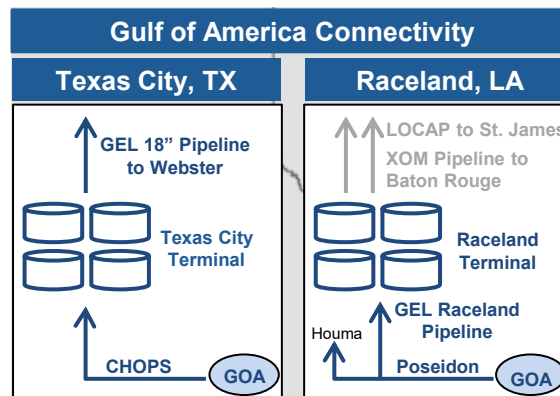 Gulf of America Connectivity
Texas City, TX
GEL 18” Pipeline
to Webster
Texas City
Terminal
CHOPS
GOA
Raceland, LA
LOCAP to St. James
XOM Pipeline to
Baton Rouge
Raceland
Terminal
GEL Raceland
Pipeline
Houma
Poseidon
GOA